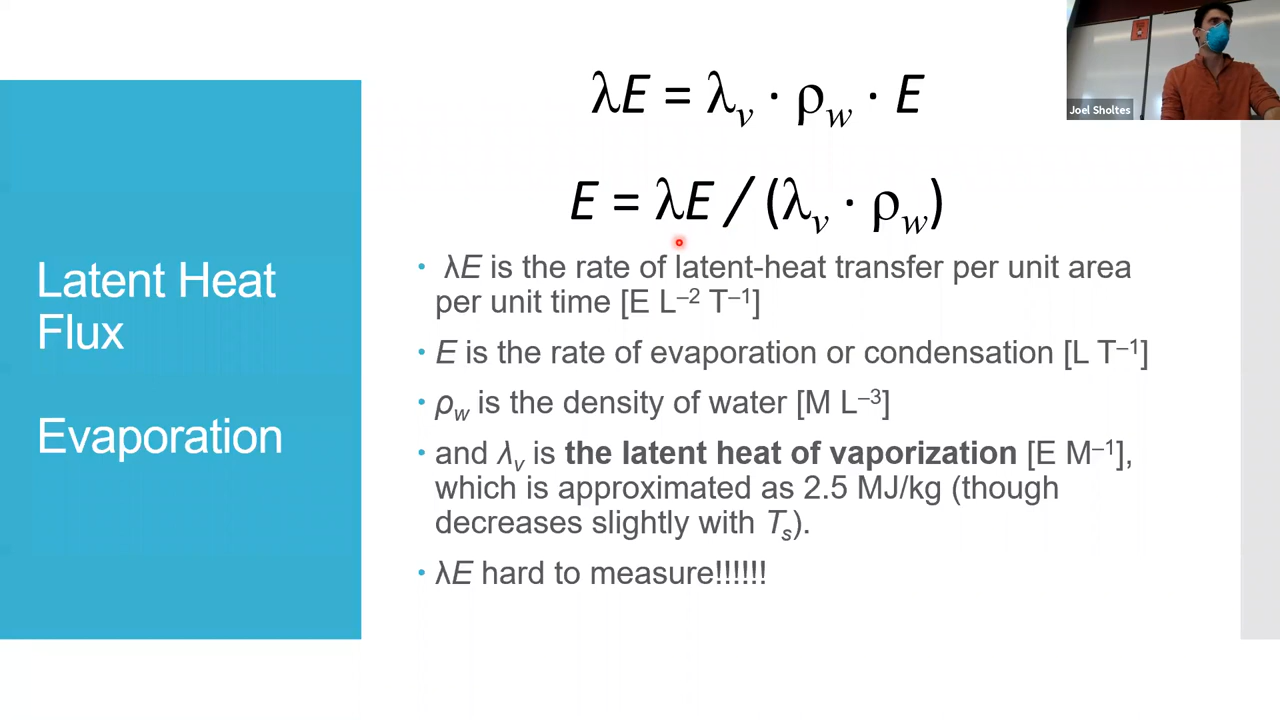 λE = λv · ρw · E
E = λE / (λv · ρw)
Joel Sholtes
Latent Heat
Flux
Evaporation
• λE is the rate of latent-heat transfer per unit area
per unit time [E L⁻² T⁻¹]
• E is the rate of evaporation or condensation [L T⁻¹]
• ρw is the density of water [M L⁻³]
• and λv is the latent heat of vaporization [E M⁻¹],
which is approximated as 2.5 MJ/kg (though
decreases slightly with Ts).
• λE hard to measure!!!!!!